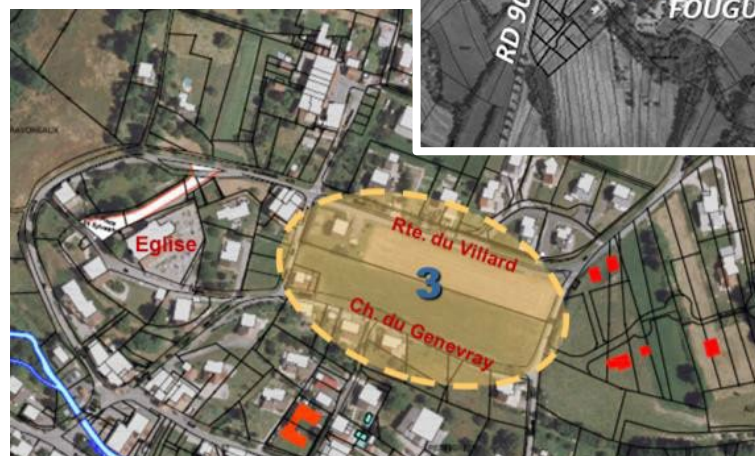 RD 90
FOUGU
Eglise
Rte. du Villard
3
Ch. du Genevray